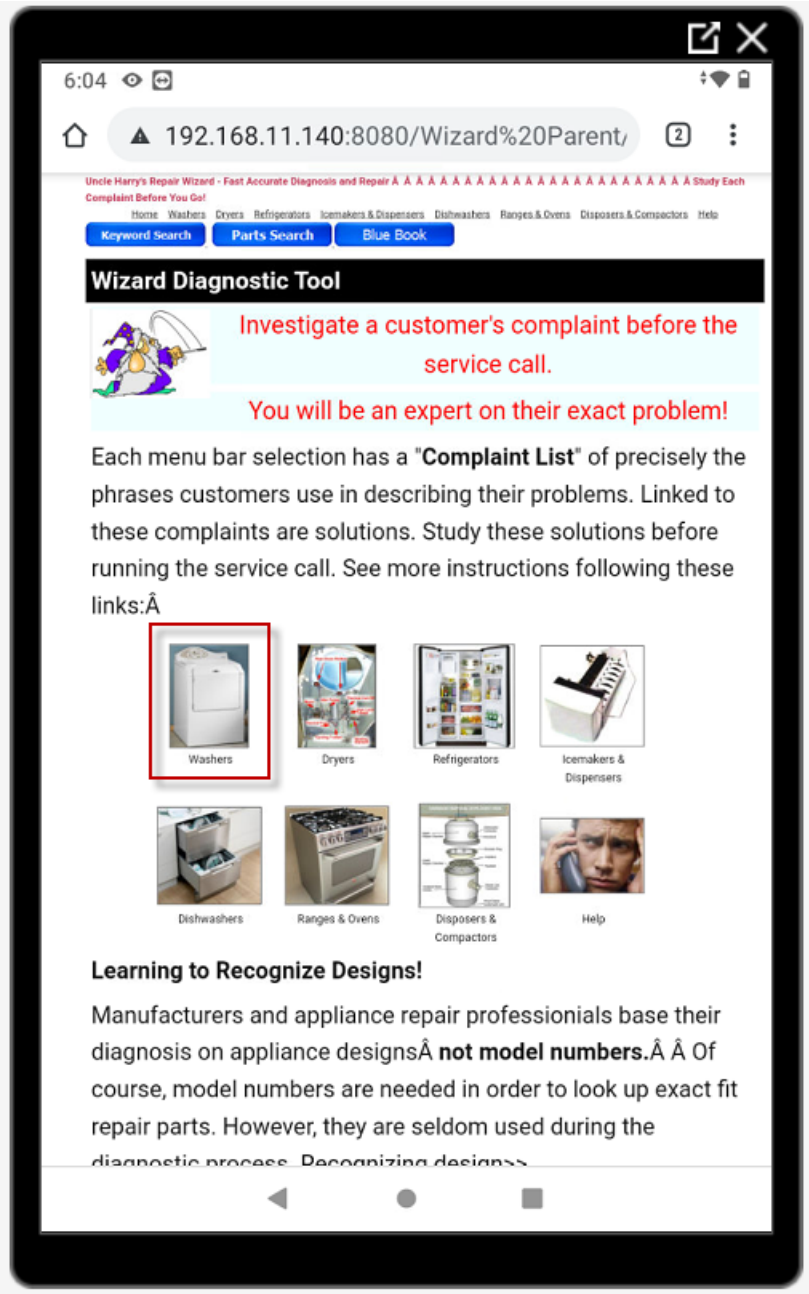 6:04
192.168.11.140:8080/Wizard%20Parent/
2
Uncle Harry's Repair Wizard - Fast Accurate Diagnosis and Repair Â Â Â Â Â Â Â Â Â Â Â Â Â Â Â Â Â Â Â Â Â Â Â Â Â Study Each
Complaint Before You Go!
Home Washers Dryers Refrigerators Icemakers & Dispensers Dishwashers Ranges & Ovens Disposers & Compactors Help
Keyword Search Parts Search Blue Book
Wizard Diagnostic Tool
Investigate a customer's complaint before the
service call.
You will be an expert on their exact problem!
Each menu bar selection has a "Complaint List" of precisely the
phrases customers use in describing their problems. Linked to
these complaints are solutions. Study these solutions before
running the service call. See more instructions following these
links:Â
Washers Dryers Refrigerators Icemakers &
Dispensers
Dishwashers Ranges & Ovens Disposers & Help
Compactors
Learning to Recognize Designs!
Manufacturers and appliance repair professionials base their
diagnosis on appliance designsÂ not model numbers.Â Â Of
course, model numbers are needed in order to look up exact fit
repair parts. However, they are seldom used during the
diagnostic process. Recognizing design>>